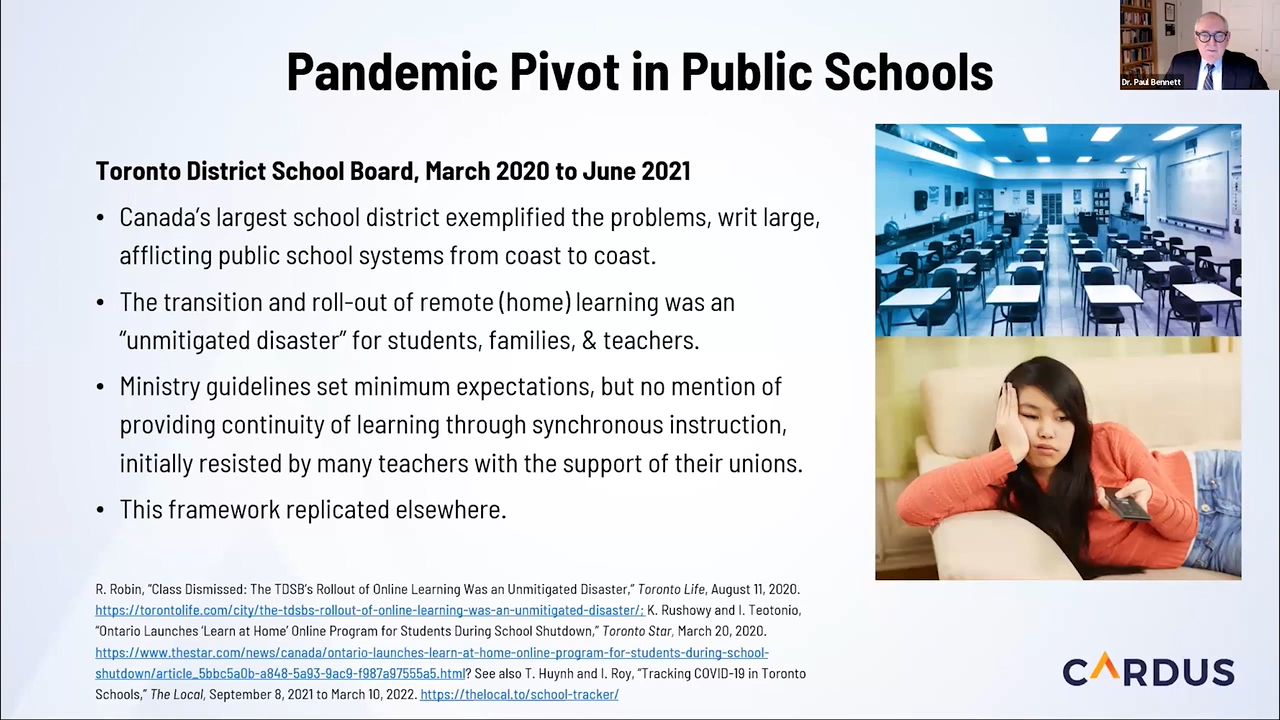 Pandemic Pivot in Public Schools
Dr. Paul Bennett
Toronto District School Board, March 2020 to June 2021
• Canada’s largest school district exemplified the problems, writ large,
afflicting public school systems from coast to coast.
• The transition and roll-out of remote (home) learning was an
“unmitigated disaster” for students, families, & teachers.
• Ministry guidelines set minimum expectations, but no mention of
providing continuity of learning through synchronous instruction,
initially resisted by many teachers with the support of their unions.
• This framework replicated elsewhere.
R. Robin, “Class Dismissed: The TDSB’s Rollout of Online Learning Was an Unmitigated Disaster,” Toronto Life, August 11, 2020.
https://torontolife.com/city/the-tdsbs-rollout-of-online-learning-was-an-unmitigated-disaster/; K. Rushowy and I. Teotonio,
“Ontario Launches ‘Learn at Home’ Online Program for Students During School Shutdown,” Toronto Star, March 20, 2020.
https://www.thestar.com/news/canada/ontario-launches-learn-at-home-online-program-for-students-during-school-
shutdown/article_5bbc5a0b-a848-5a93-9ac9-f987a97555a5.html? See also T. Huynh and I. Roy, “Tracking COVID-19 in Toronto
Schools,” The Local, September 8, 2021 to March 10, 2022. https://thelocal.to/school-tracker/
CARDUS